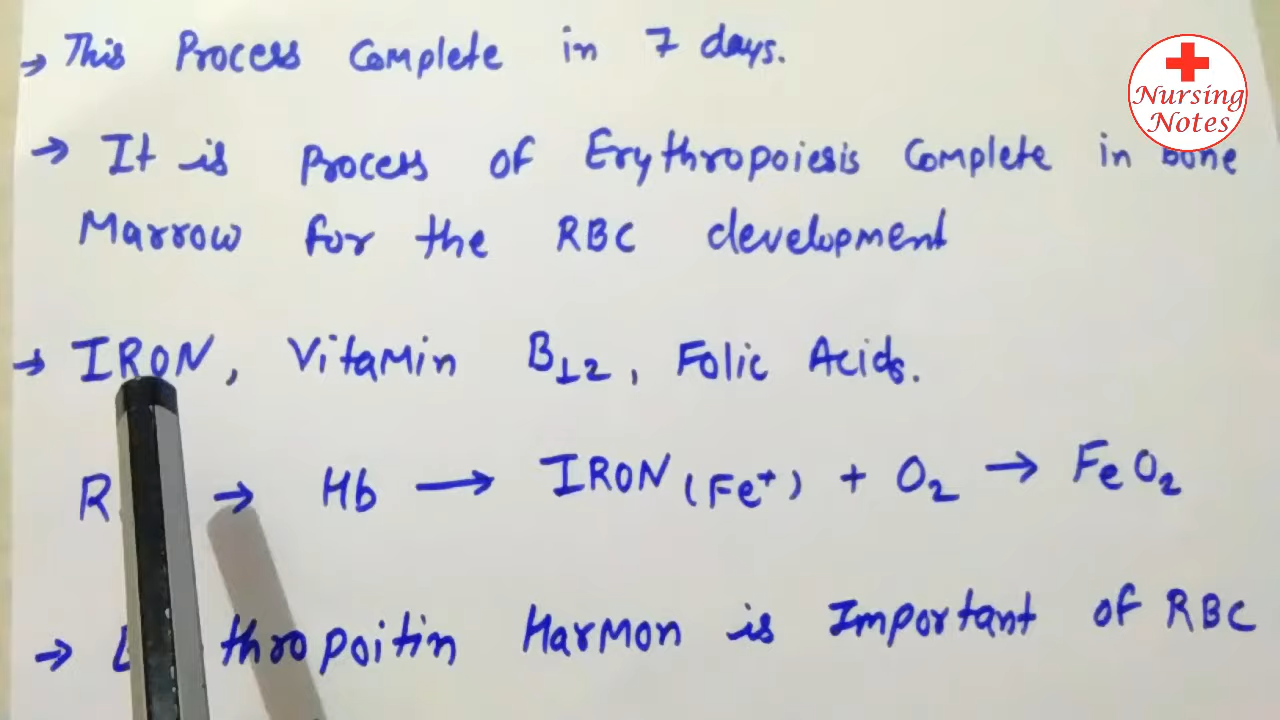 → This Process Complete in 7 days.
→ It is Process of Erythropoiesis Complete in Bone
Marrow for the RBC development
→ IRON, Vitamin B12, Folic Acids.
→ Hb → IRON (Fe+) + O2 → FeO2
→ Harmon is Important of RBC
Nursing
Notes